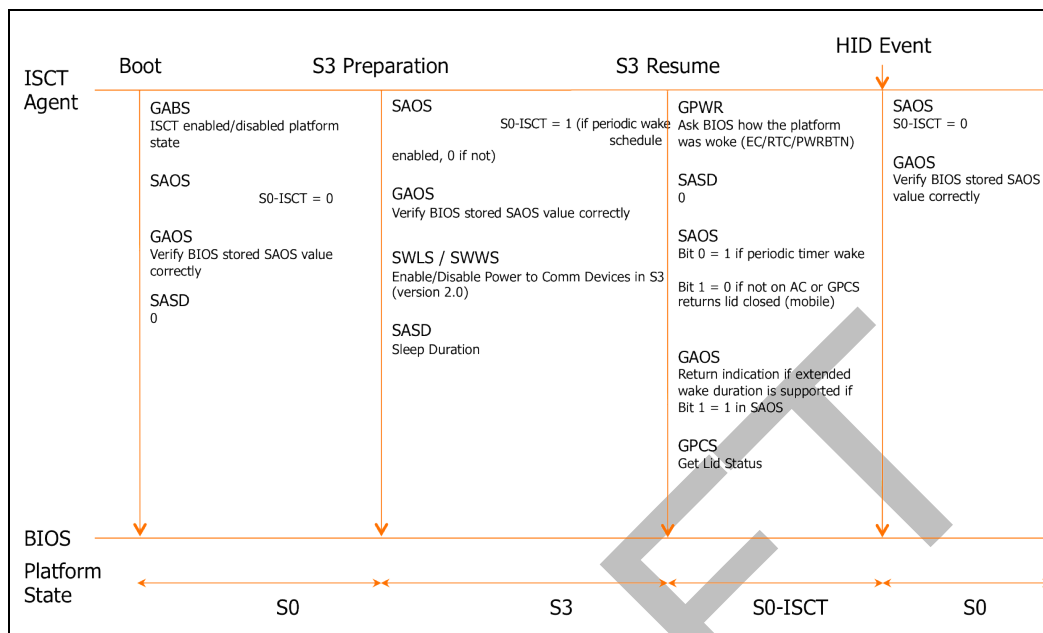 HID Event
Boot
S3 Preparation
S3 Resume
ISCT
Agent
GABS
ISCT enabled/disabled platform
state
SAOS
S0-ISCT = 0
GAOS
Verify BIOS stored SAOS value
correctly
SASD
0
SAOS
S0-ISCT = 1 (if periodic wake
schedule
enabled, 0 if not)
GAOS
Verify BIOS stored SAOS value correctly
SWLS / SWWS
Enable/Disable Power to Comm Devices in S3
(version 2.0)
SASD
Sleep Duration
GPWR
Ask BIOS how the platform
was woke (EC/RTC/PWRBTN)
SASD
0
SAOS
Bit 0 = 1 if periodic timer wake
Bit 1 = 0 if not on AC or GPCS
returns lid closed (mobile)
GAOS
Return indication if extended
wake duration is supported if
Bit 1 = 1 in SAOS
GPCS
Get Lid Status
SAOS
S0-ISCT = 0
GAOS
Verify BIOS stored SAOS
value correctly
BIOS
Platform
State
S0
S3
S0-ISCT
S0